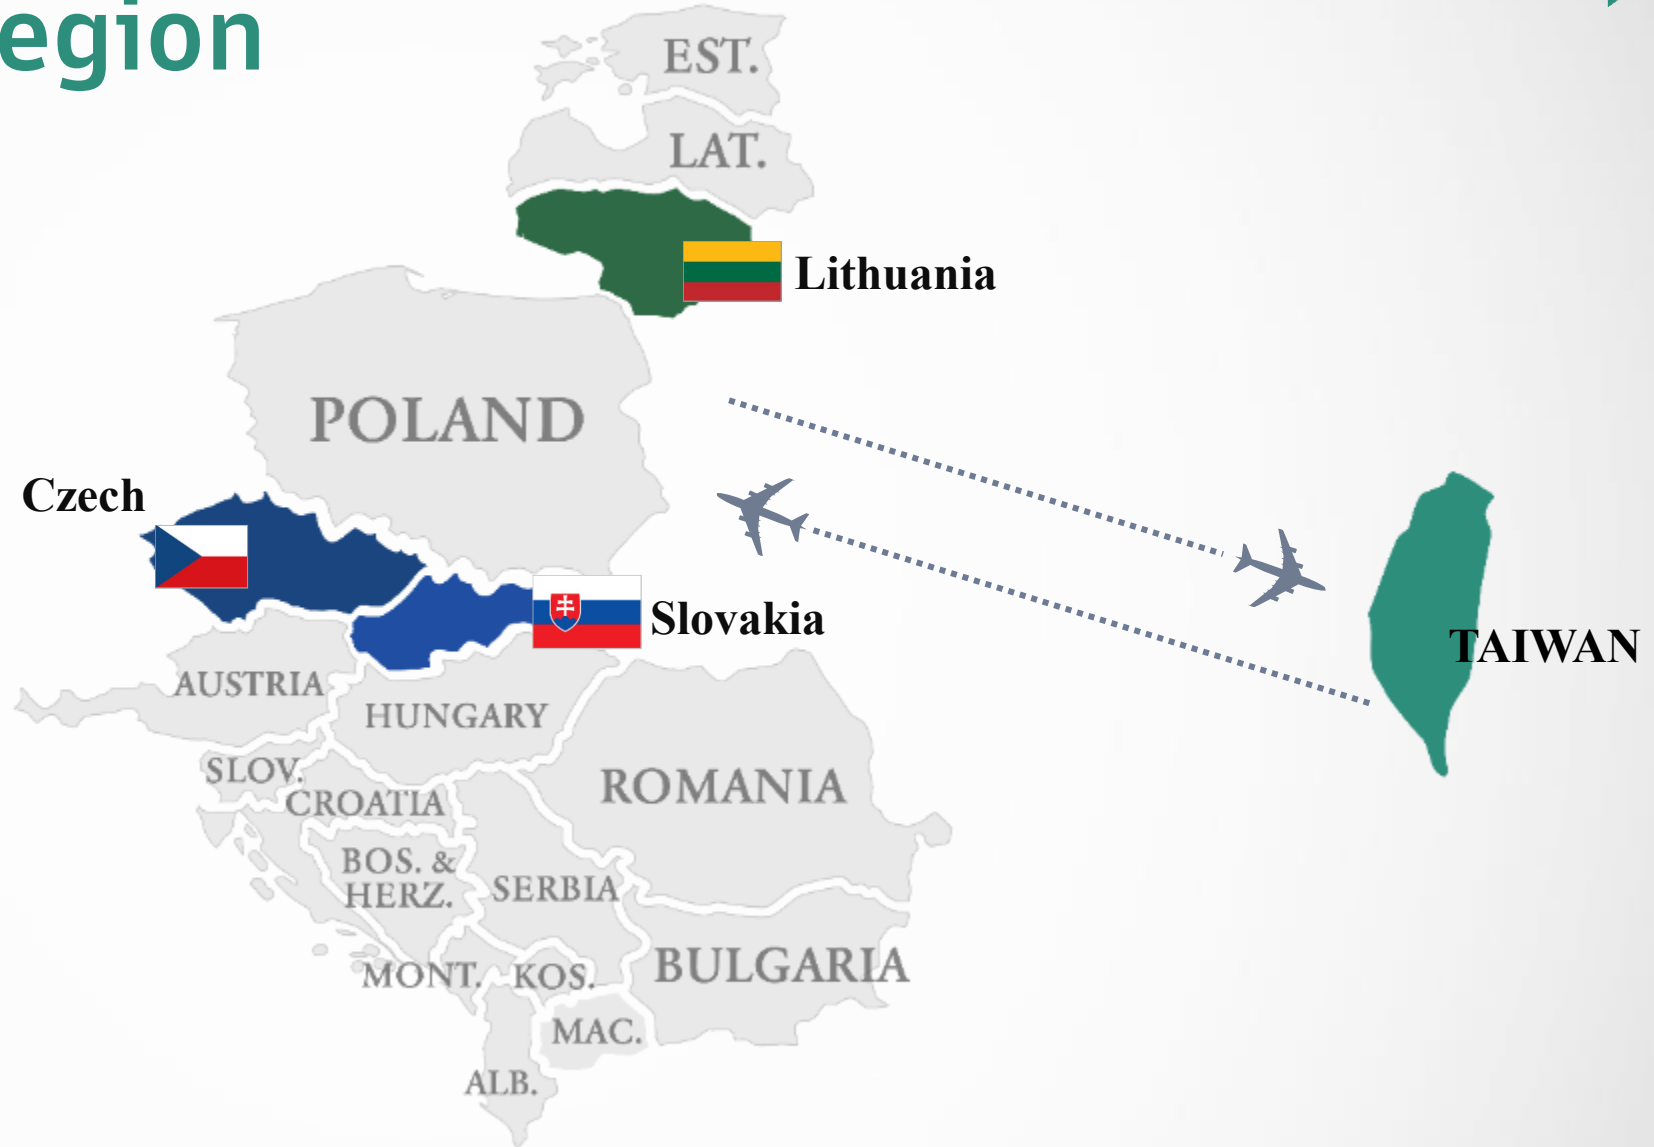 egion
EST.
LAT.
Lithuania
POLAND
Czech
Slovakia
AUSTRIA
HUNGARY
TAIWAN
SLOV.
CROATIA
ROMANIA
BOS. &
HERZ.
SERBIA
MONT.
KOS.
BULGARIA
MAC.
ALB.